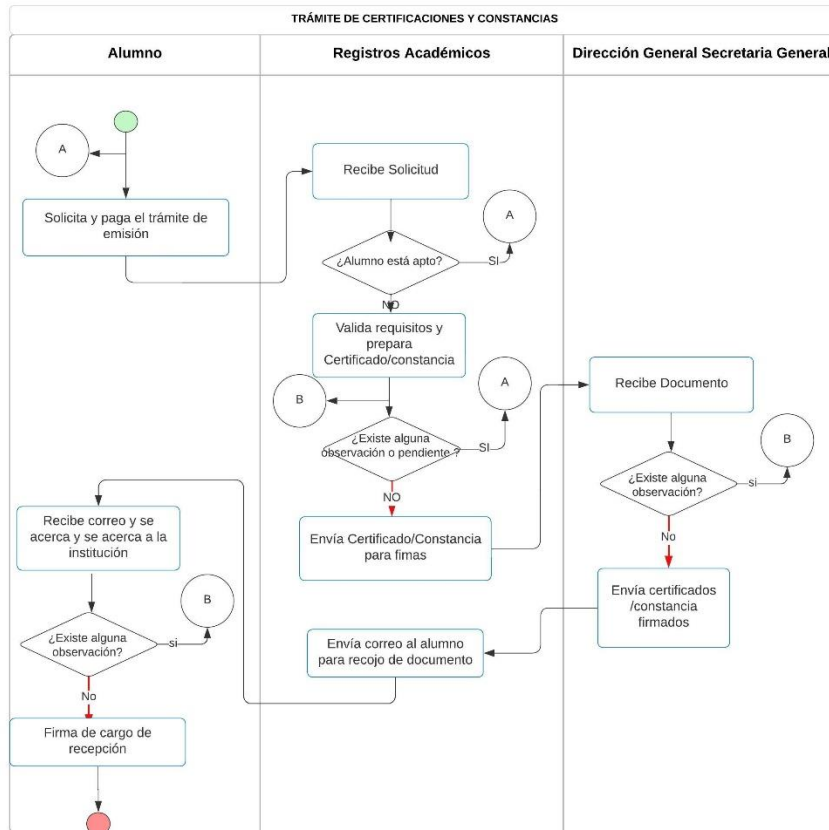 TRÁMITE DE CERTIFICACIONES Y CONSTANCIAS
Alumno
Registros Académicos
Dirección General Secretaria General
A
Solicita y paga el trámite de
emisión
Recibe Solicitud
A
¿Alumno está apto?
SI
NO
Valida requisitos y
prepara
Certificado/constancia
B
A
¿Existe alguna
observación o pendiente ?
SI
NO
Envía Certificado/Constancia
para fimas
Recibe Documento
B
¿Existe alguna
observación?
si
No
Envía certificados
/constancia
firmados
Envía correo al alumno
para recojo de documento
Recibe correo y se
acerca y se acerca a la
institución
B
¿Existe alguna
observación?
si
No
Firma de cargo de
recepción